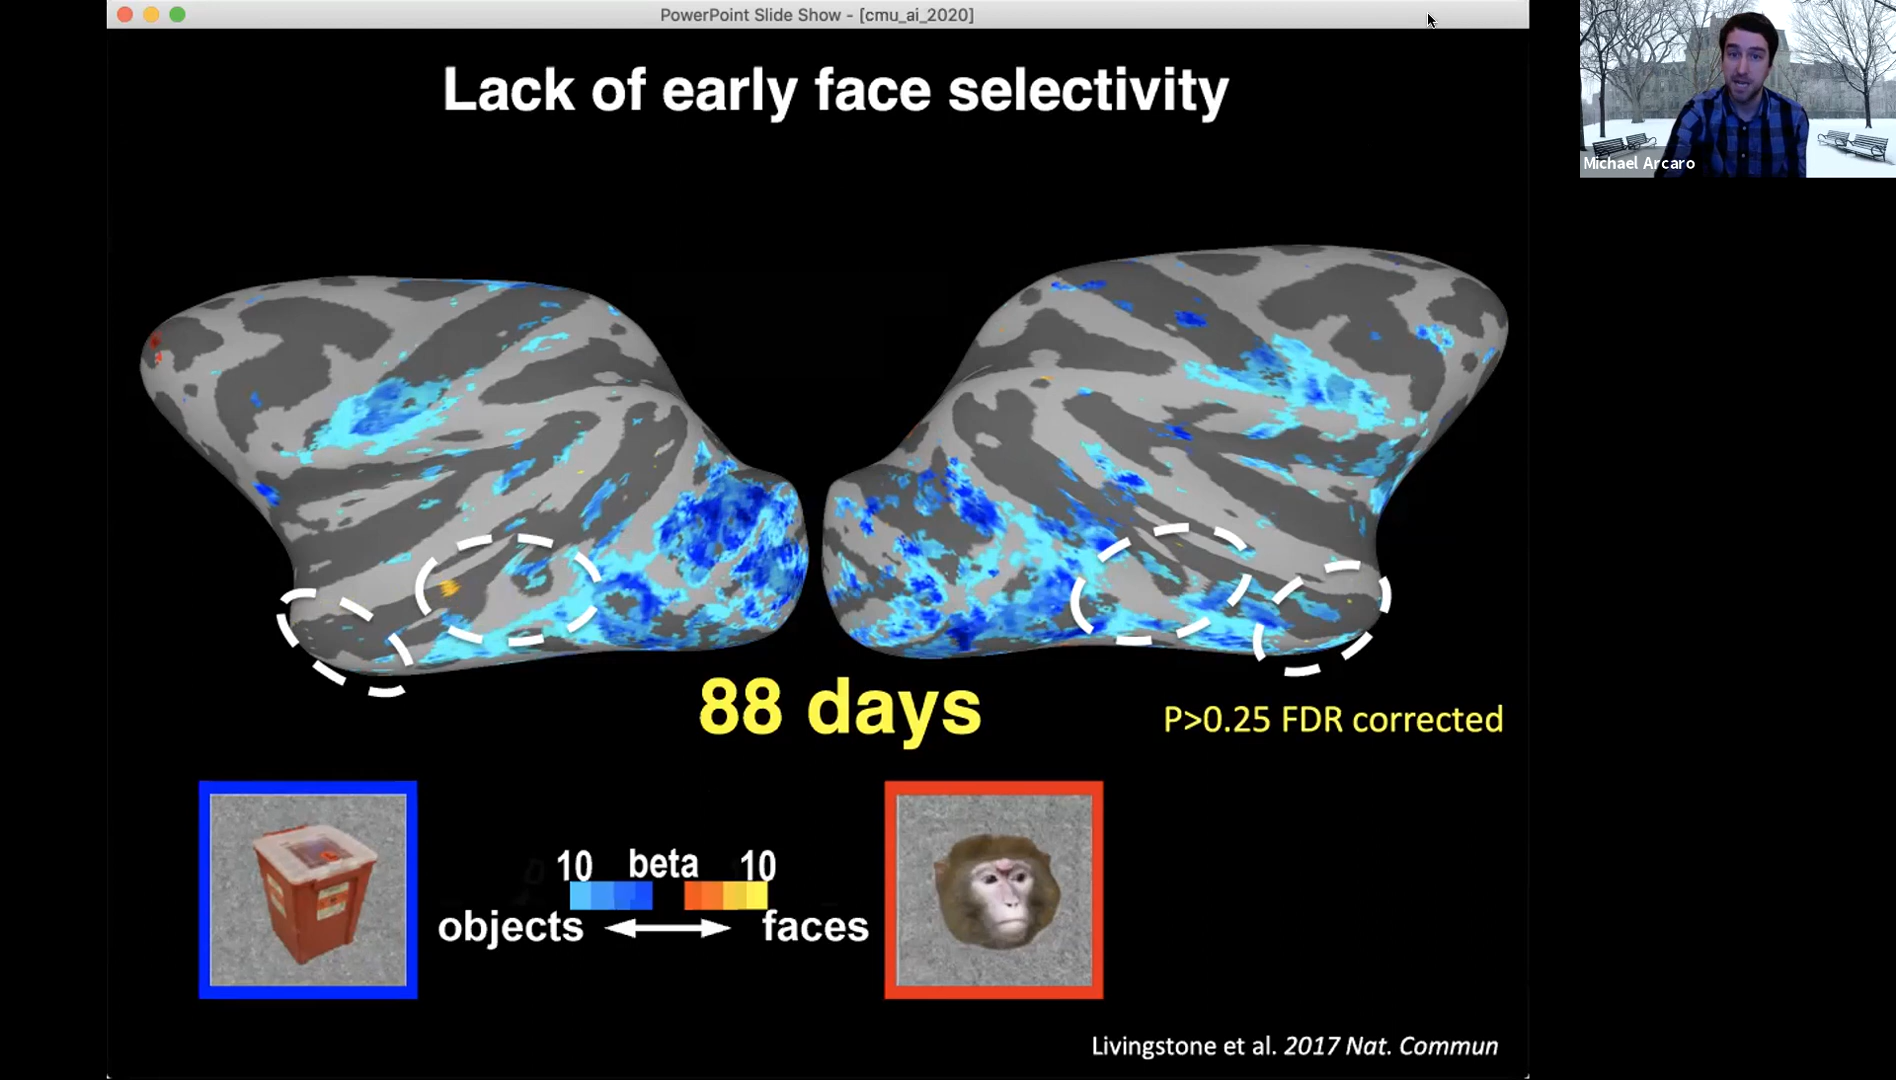 PowerPoint Slide Show - [cmu_ai_2020]
Lack of early face selectivity
Michael Arcaro
88 days
P>0.25 FDR corrected
10 beta 10
objects faces
Livingstone et al. 2017 Nat. Commun